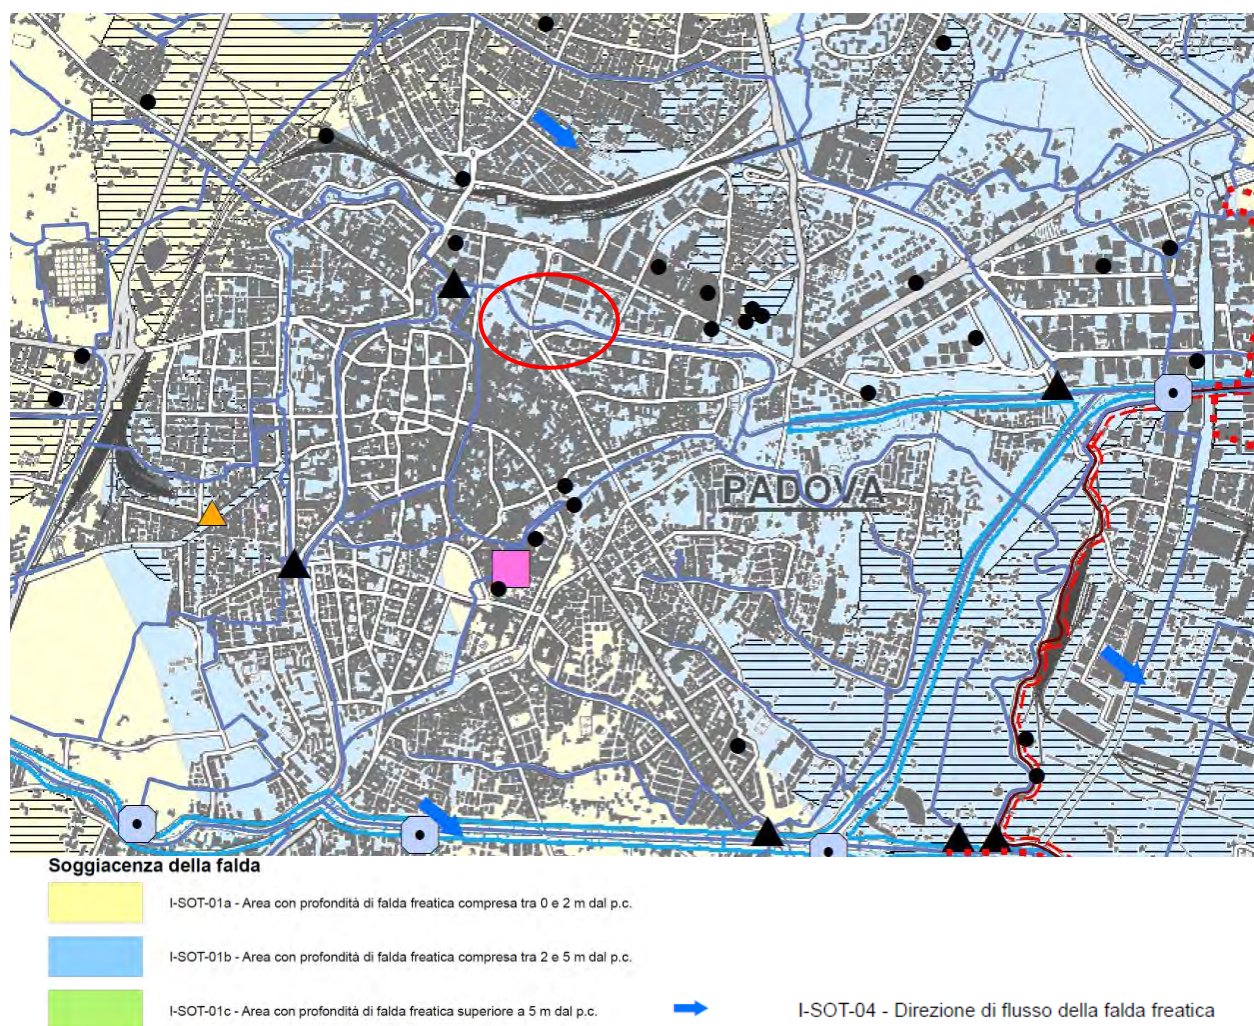 PADOVA
Soggiacenza della falda
I-SOT-01a - Area con profondità di falda freatica compresa tra 0 e 2 m dal p.c.
I-SOT-01b - Area con profondità di falda freatica compresa tra 2 e 5 m dal p.c.
I-SOT-01c - Area con profondità di falda freatica superiore a 5 m dal p.c.
I-SOT-04 - Direzione di flusso della falda freatica